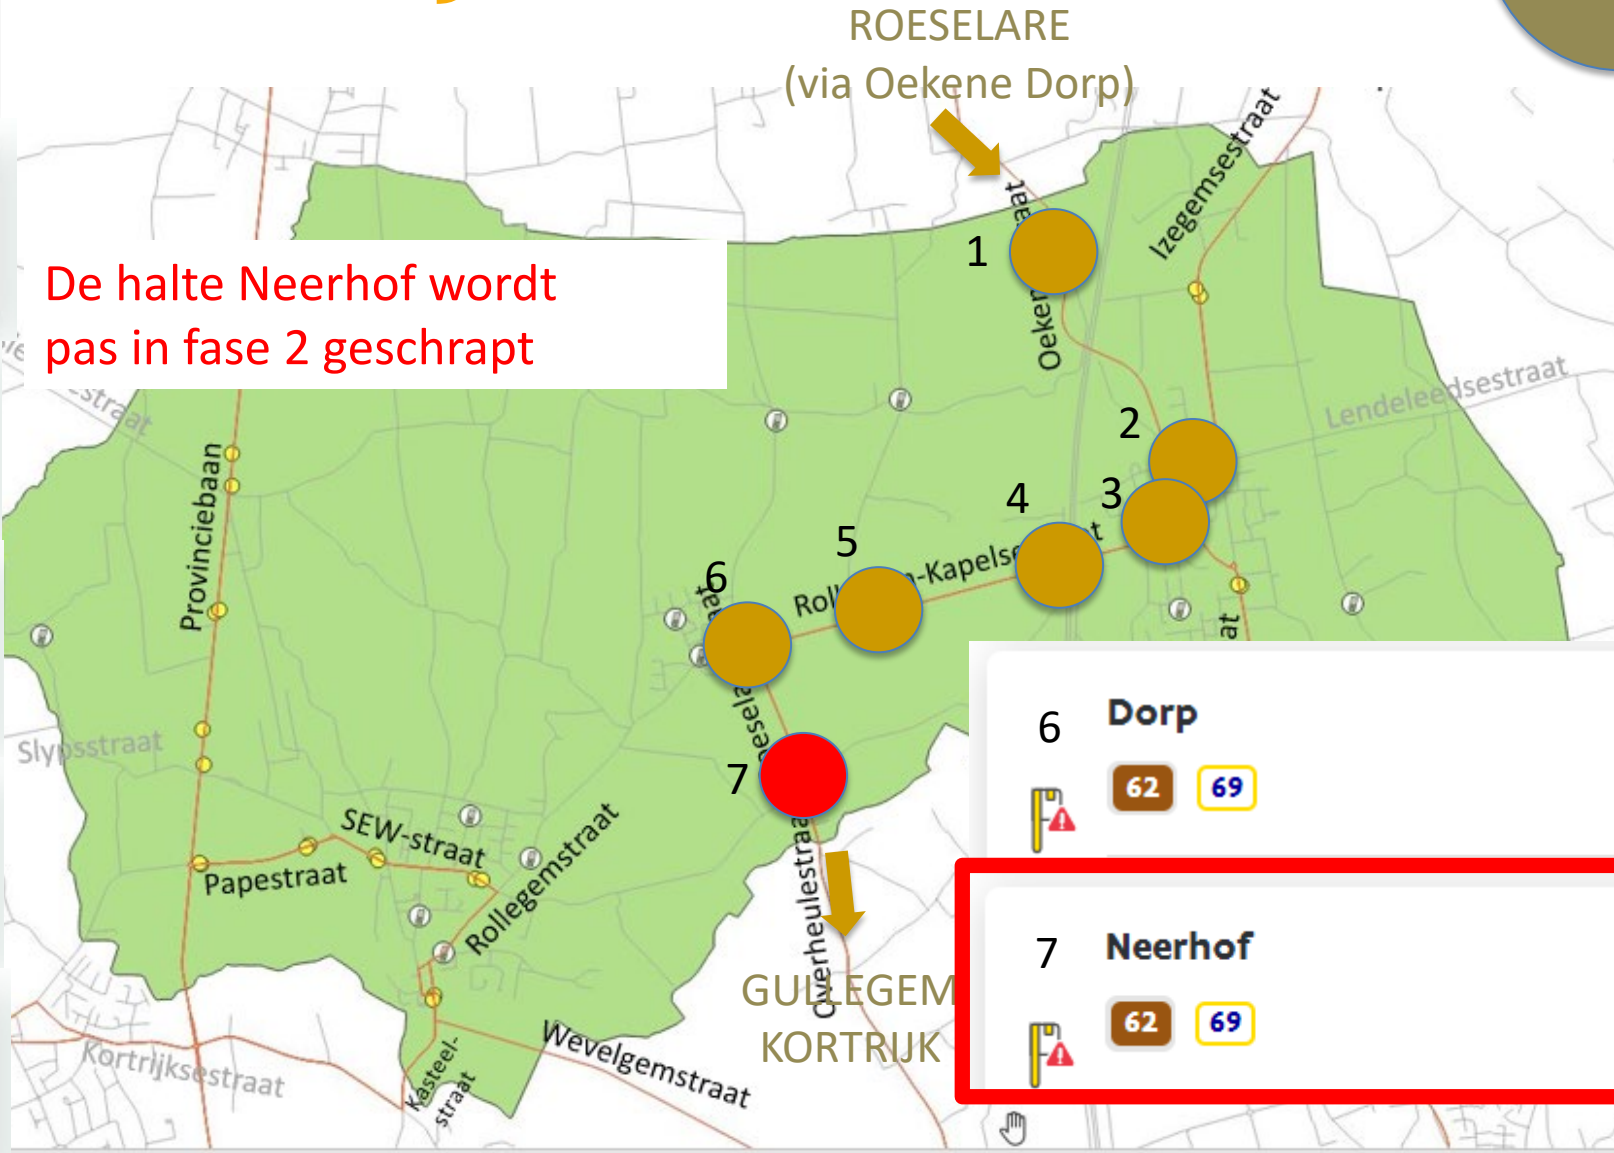 ROESELARE
(via Oekene Dorp)
Izegemsestraat
1
De halte Neerhof wordt
pas in fase 2 geschrapt
Lendeleedsestraat
2
3
4
5
6
Provinciebaan
Slypsstraat
7
SEW-straat
Papestraat
Rollegemstraat
Overheulestraat
GULLEGEM
KORTRIJK
Wevelgemstraat
Kasteel-
straat
Kortrijksestraat
6
Dorp
62 69
7
Neerhof
62 69